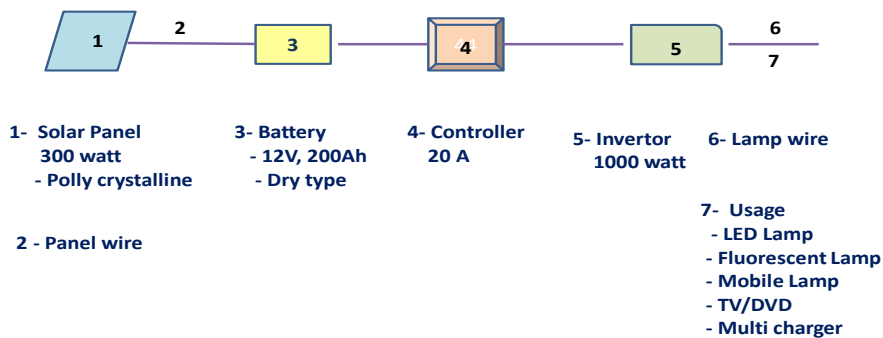 1
2
3
4
5
6
7
1- Solar Panel
300 watt
- Polly crystalline
2 - Panel wire
3- Battery
- 12V, 200Ah
- Dry type
4- Controller
20 A
5- Invertor
1000 watt
6- Lamp wire
7- Usage
- LED Lamp
- Fluorescent Lamp
- Mobile Lamp
- TV/DVD
- Multi charger